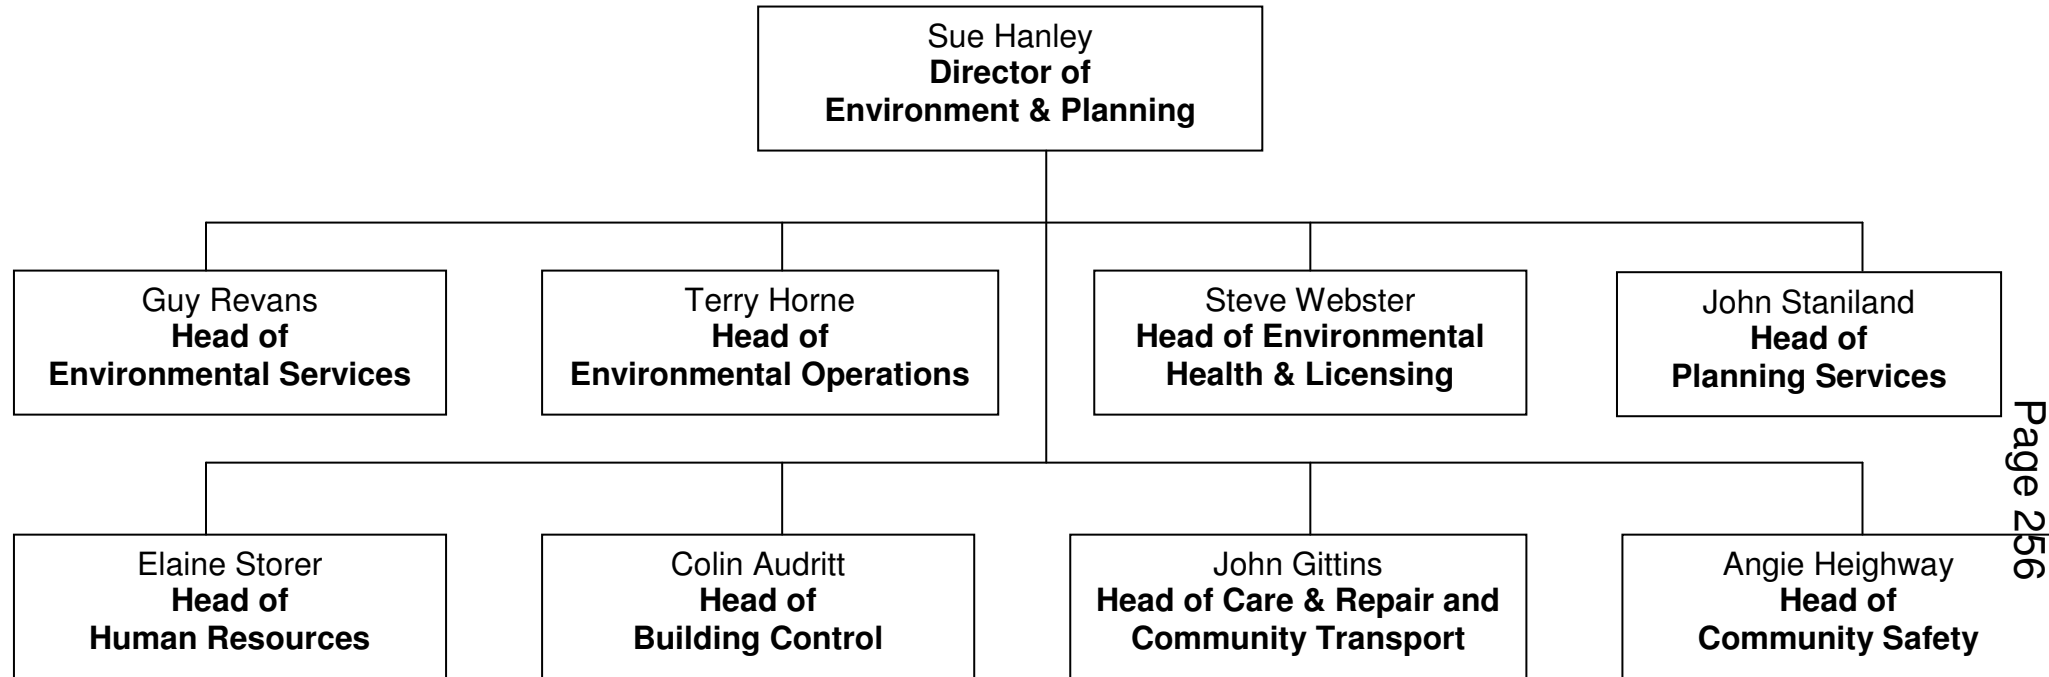 Sue Hanley
Director of
Environment & Planning
Guy Revans
Head of
Environmental Services
Terry Horne
Head of
Environmental Operations
Steve Webster
Head of Environmental
Health & Licensing
John Staniland
Head of
Planning Services
Elaine Storer
Head of
Human Resources
Colin Audritt
Head of
Building Control
John Gittins
Head of Care & Repair and
Community Transport
Angie Heighway
Head of
Community Safety
Page 256